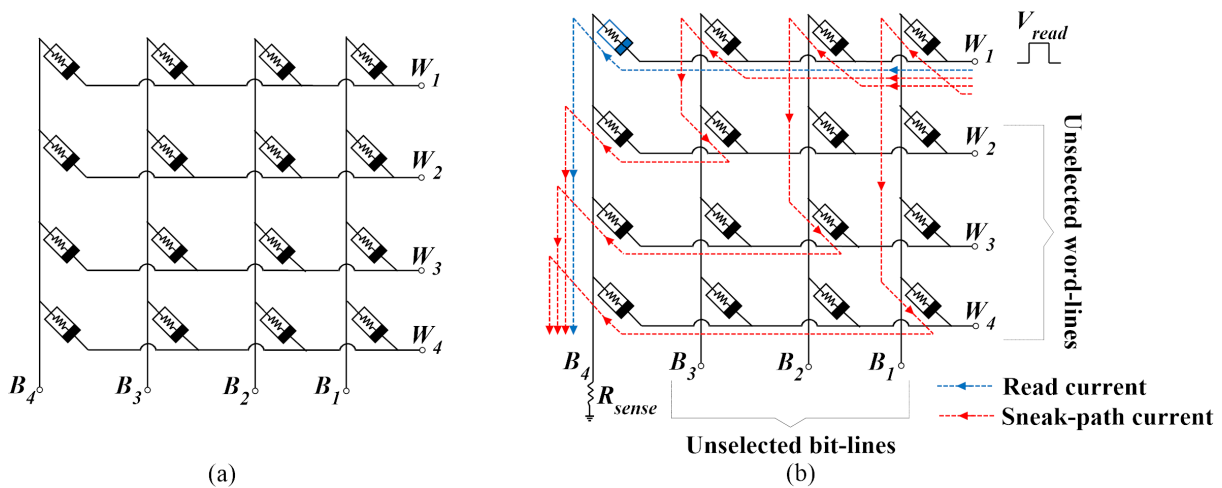 W1
W2
W3
W4
B4
B3
B2
B1
(a)
Vread
W1
W2
W3
W4
Unselected word-lines
B4
B3
B2
B1
Rsense
Unselected bit-lines
Read current
Sneak-path current
(b)